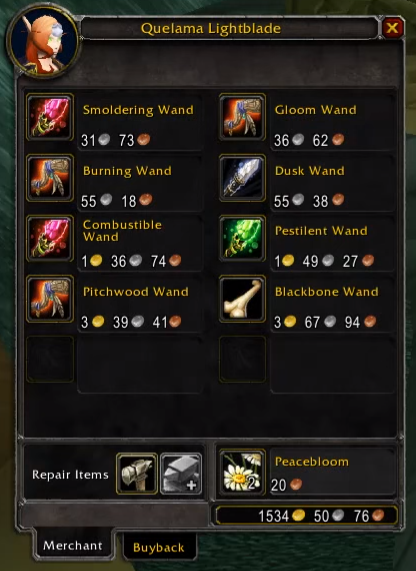 Quelama Lightblade
Smoldering Wand
31 73
Gloom Wand
36 62
Burning Wand
55 18
Dusk Wand
55 38
Combustible
Wand
1 36 74
Pestilent Wand
1 49 27
Pitchwood Wand
3 39 41
Blackbone Wand
3 67 94
Repair Items
Peacebloom
2
20
1534 50 76
Merchant
Buyback